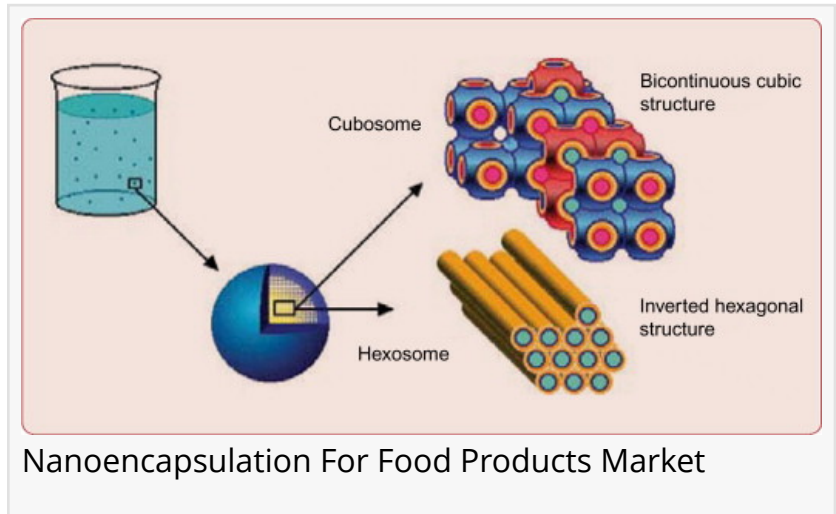 Cubosome
Bicontinuous cubic
structure
Hexosome
Inverted hexagonal
structure
Nanoencapsulation For Food Products Market